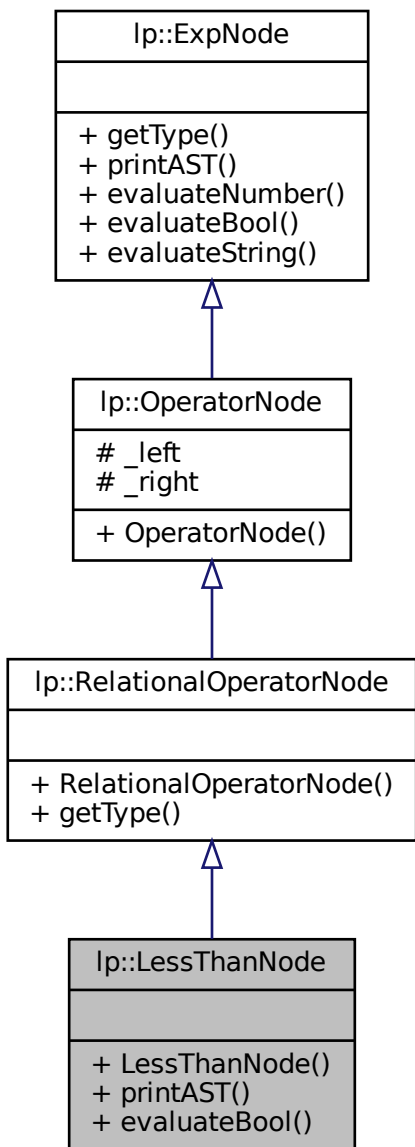 lp::ExpNode
+ getType()
+ printAST()
+ evaluateNumber()
+ evaluateBool()
+ evaluateString()
lp::OperatorNode
# _left
# _right
+ OperatorNode()
lp::RelationalOperatorNode
+ RelationalOperatorNode()
+ getType()
lp::LessThanNode
+ LessThanNode()
+ printAST()
+ evaluateBool()